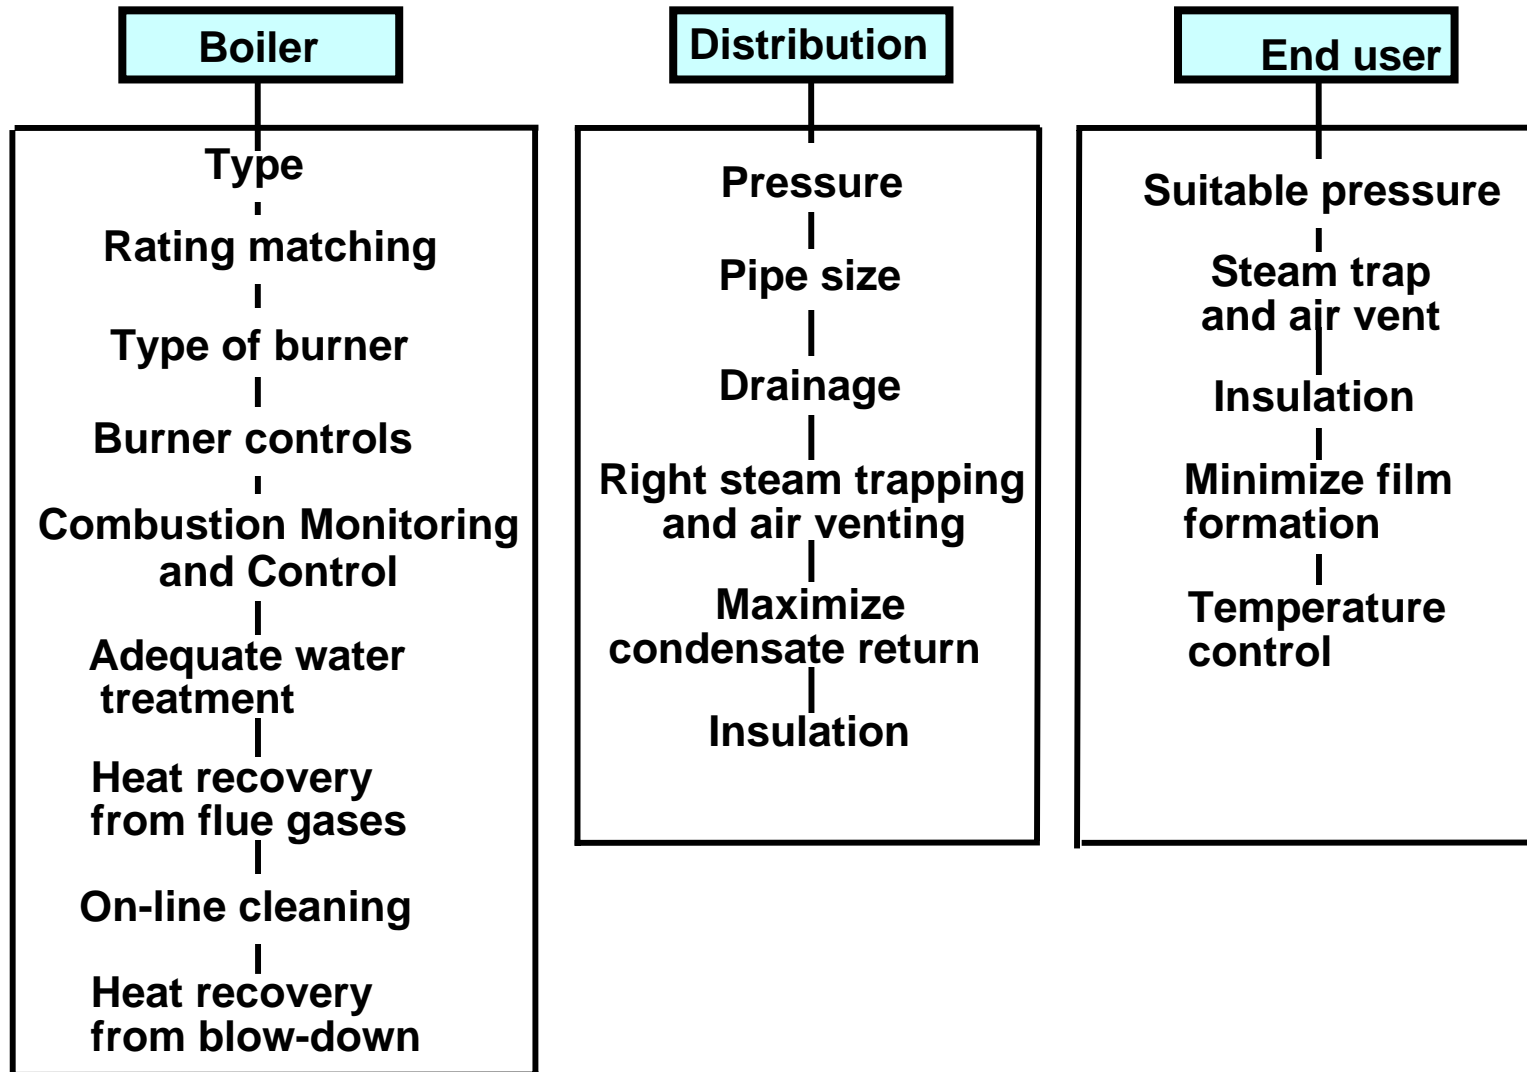 Boiler
Type
Rating matching
Type of burner
Burner controls
Combustion Monitoring
and Control
Adequate water
treatment
Heat recovery
from flue gases
On-line cleaning
Heat recovery
from blow-down
Distribution
Pressure
Pipe size
Drainage
Right steam trapping
and air venting
Maximize
condensate return
Insulation
End user
Suitable pressure
Steam trap
and air vent
Insulation
Minimize film
formation
Temperature
control